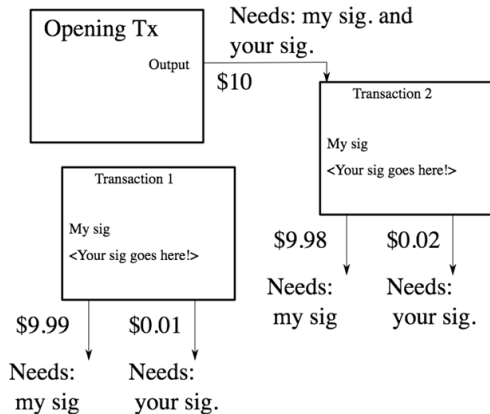 Opening Tx
Output
Needs: my sig. and
your sig.
$10
Transaction 2
My sig
<Your sig goes here!>
$9.98
$0.02
Needs:
my sig
Needs:
your sig.
Transaction 1
My sig
<Your sig goes here!>
$9.99
$0.01
Needs:
my sig
Needs:
your sig.